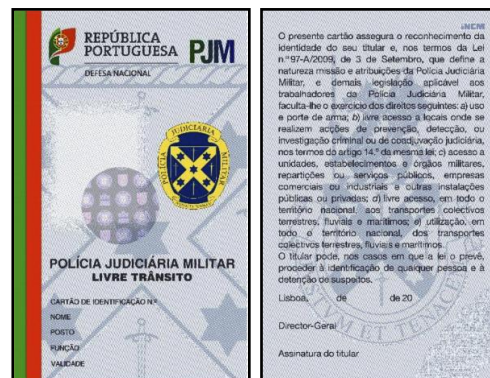 REPÚBLICA
PORTUGUESA
PJM
DEFESA NACIONAL
POLÍCIA JUDICIÁRIA MILITAR
POLÍCIA JUDICIÁRIA MILITAR
LIVRE TRÂNSITO
CARTÃO DE IDENTIFICAÇÃO N.º
NOME
POSTO
FUNÇÃO
VALIDADE
INCM
O presente cartão assegura o reconhecimento da
identidade do seu titular e, nos termos da Lei
n.º 97-A/2009, de 3 de Setembro, que define a
natureza missão e atribuições da Polícia Judiciária
Militar, e demais legislação aplicável aos
trabalhadores da Polícia Judiciária Militar,
faculta-lhe o exercício dos direitos seguintes: a) uso
e porte de arma; b) livre acesso a locais onde se
realizem acções de prevenção, detecção, ou
investigação criminal ou de coadjuvação judiciária,
nos termos do artigo 14.º da mesma lei; c) acesso a
unidades, estabelecimentos e órgãos militares,
repartições ou serviços públicos, empresas
comerciais ou industriais e outras instalações
públicas ou privadas; d) livre acesso, em todo o
território nacional, aos transportes colectivos
terrestres, fluviais e marítimos; e) utilização, em
todo o território nacional, dos transportes
colectivos terrestres, fluviais e marítimos.
O titular pode, nos casos em que a lei o prevê,
proceder à identificação de qualquer pessoa e à
detenção de suspeitos.
Lisboa, de de 20
Director-Geral
Assinatura do titular